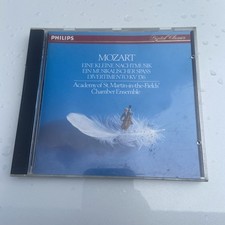 PHILIPS
Digital Classics
MOZART
EINE KLEINE NACHTMUSIK
EIN MUSIKALISCHER SPASS
DIVERTIMENTO KV 136
Academy of St. Martin-in-the-Fields
Chamber Ensemble